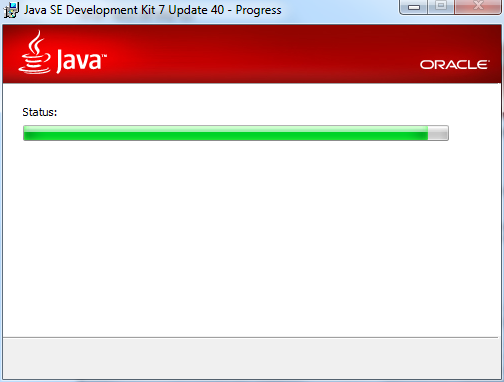 Java SE Development Kit 7 Update 40 - Progress
Java™
ORACLE®
Status: